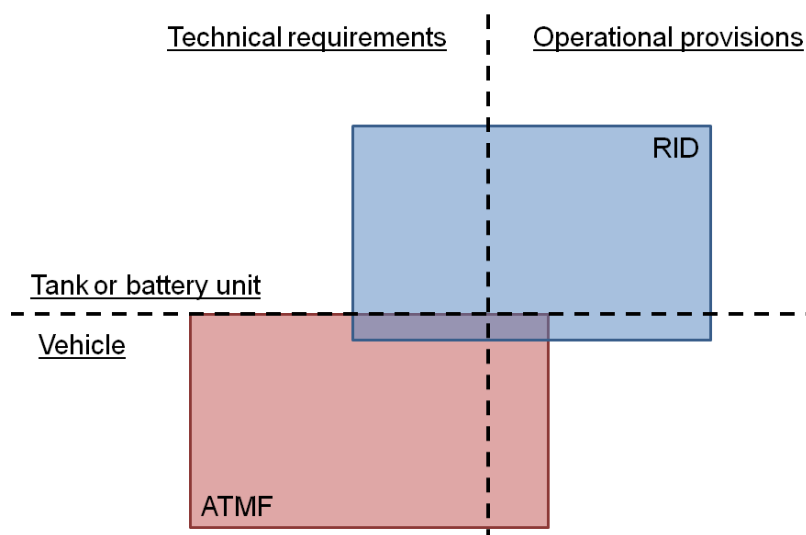 Technical requirements
Operational provisions
RID
Tank or battery unit
Vehicle
ATMF